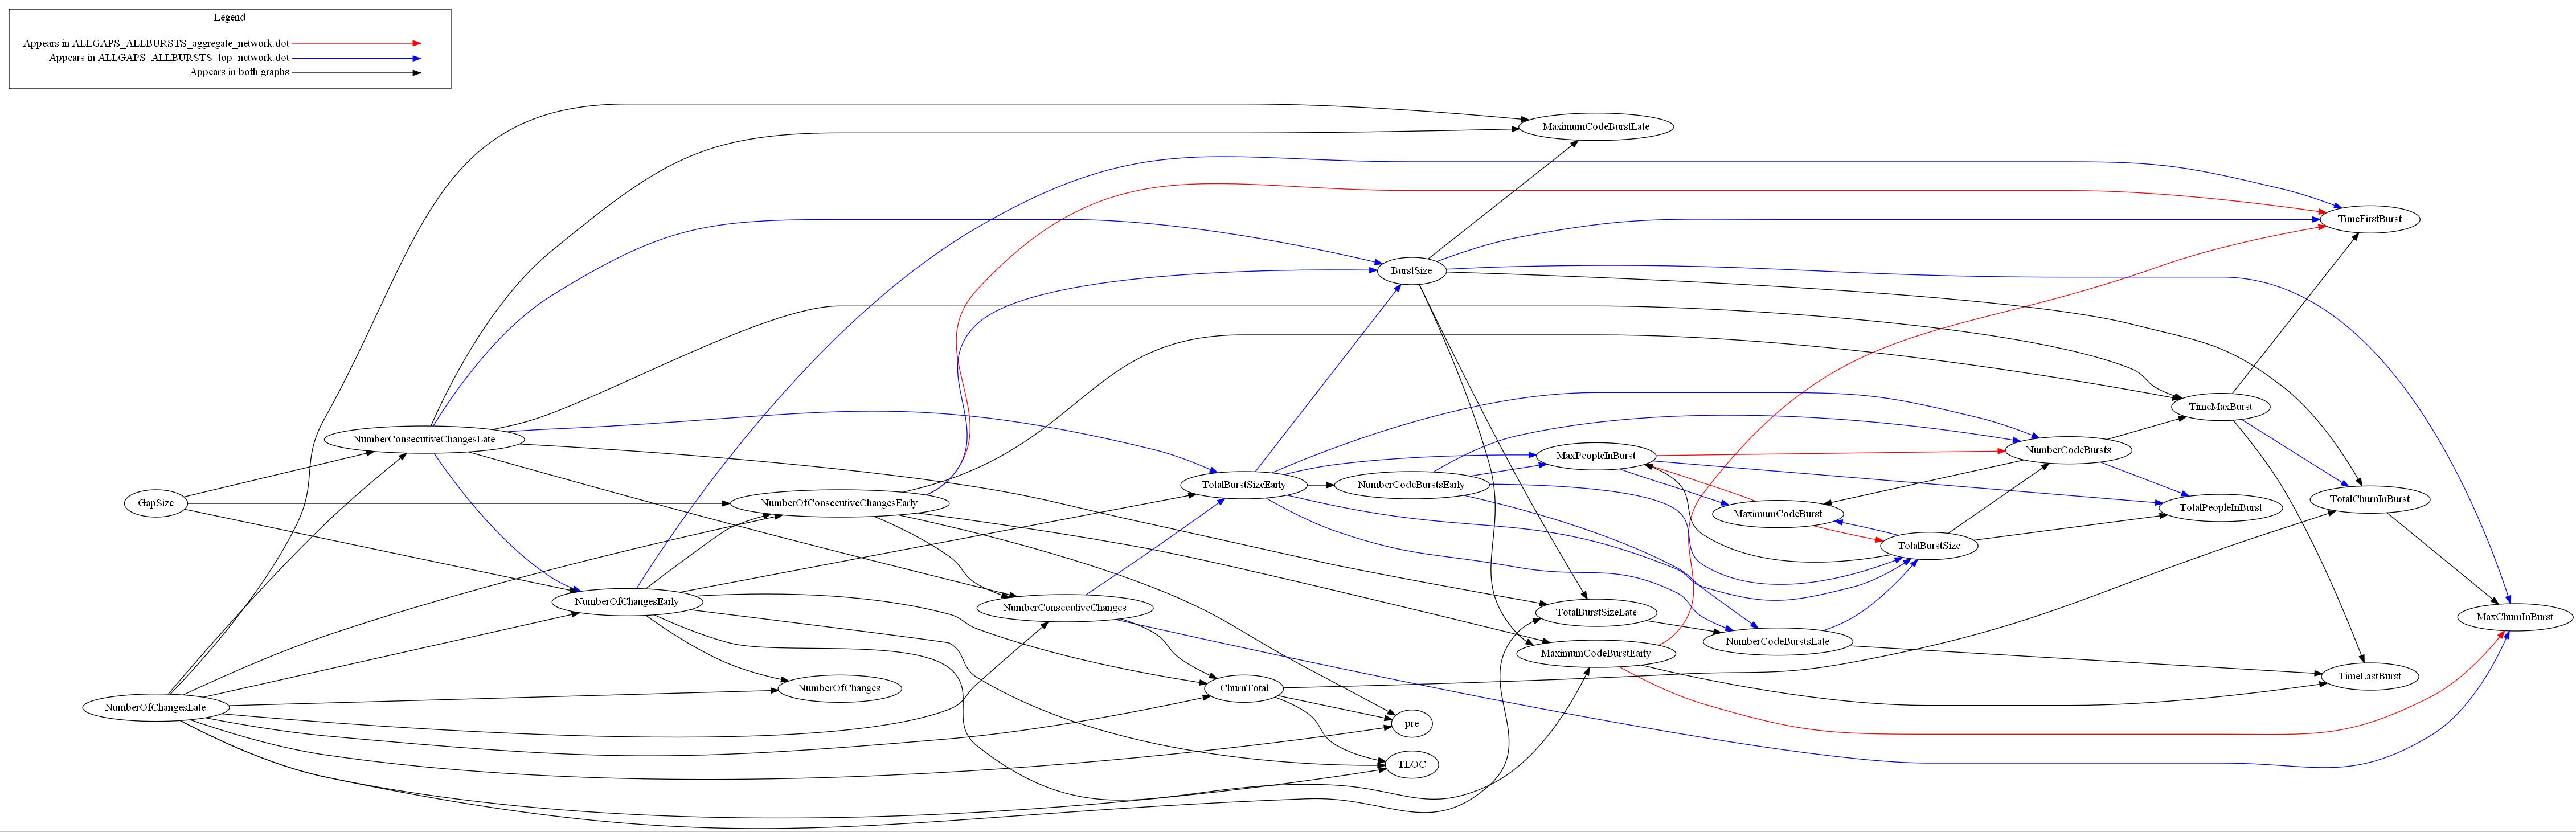 Legend
Appears in ALLGAPS_ALLBURSTS_aggregate_network.dot
Appears in ALLGAPS_ALLBURSTS_top_network.dot
Appears in both graphs
MaximumCodeBurstLate
TimeFirstBurst
BurstSize
TimeMaxBurst
NumberConsecutiveChangesLate
NumberCodeBursts
MaxPeopleInBurst
TotalBurstSizeEarly
NumberCodeBurstsEarly
TotalChurnInBurst
GapSize
NumberOfConsecutiveChangesEarly
TotalPeopleInBurst
MaximumCodeBurst
TotalBurstSize
NumberOfChangesEarly
NumberConsecutiveChanges
TotalBurstSizeLate
MaxChurnInBurst
NumberCodeBurstsLate
MaximumCodeBurstEarly
TimeLastBurst
NumberOfChanges
ChurnTotal
NumberOfChangesLate
pre
TLOC